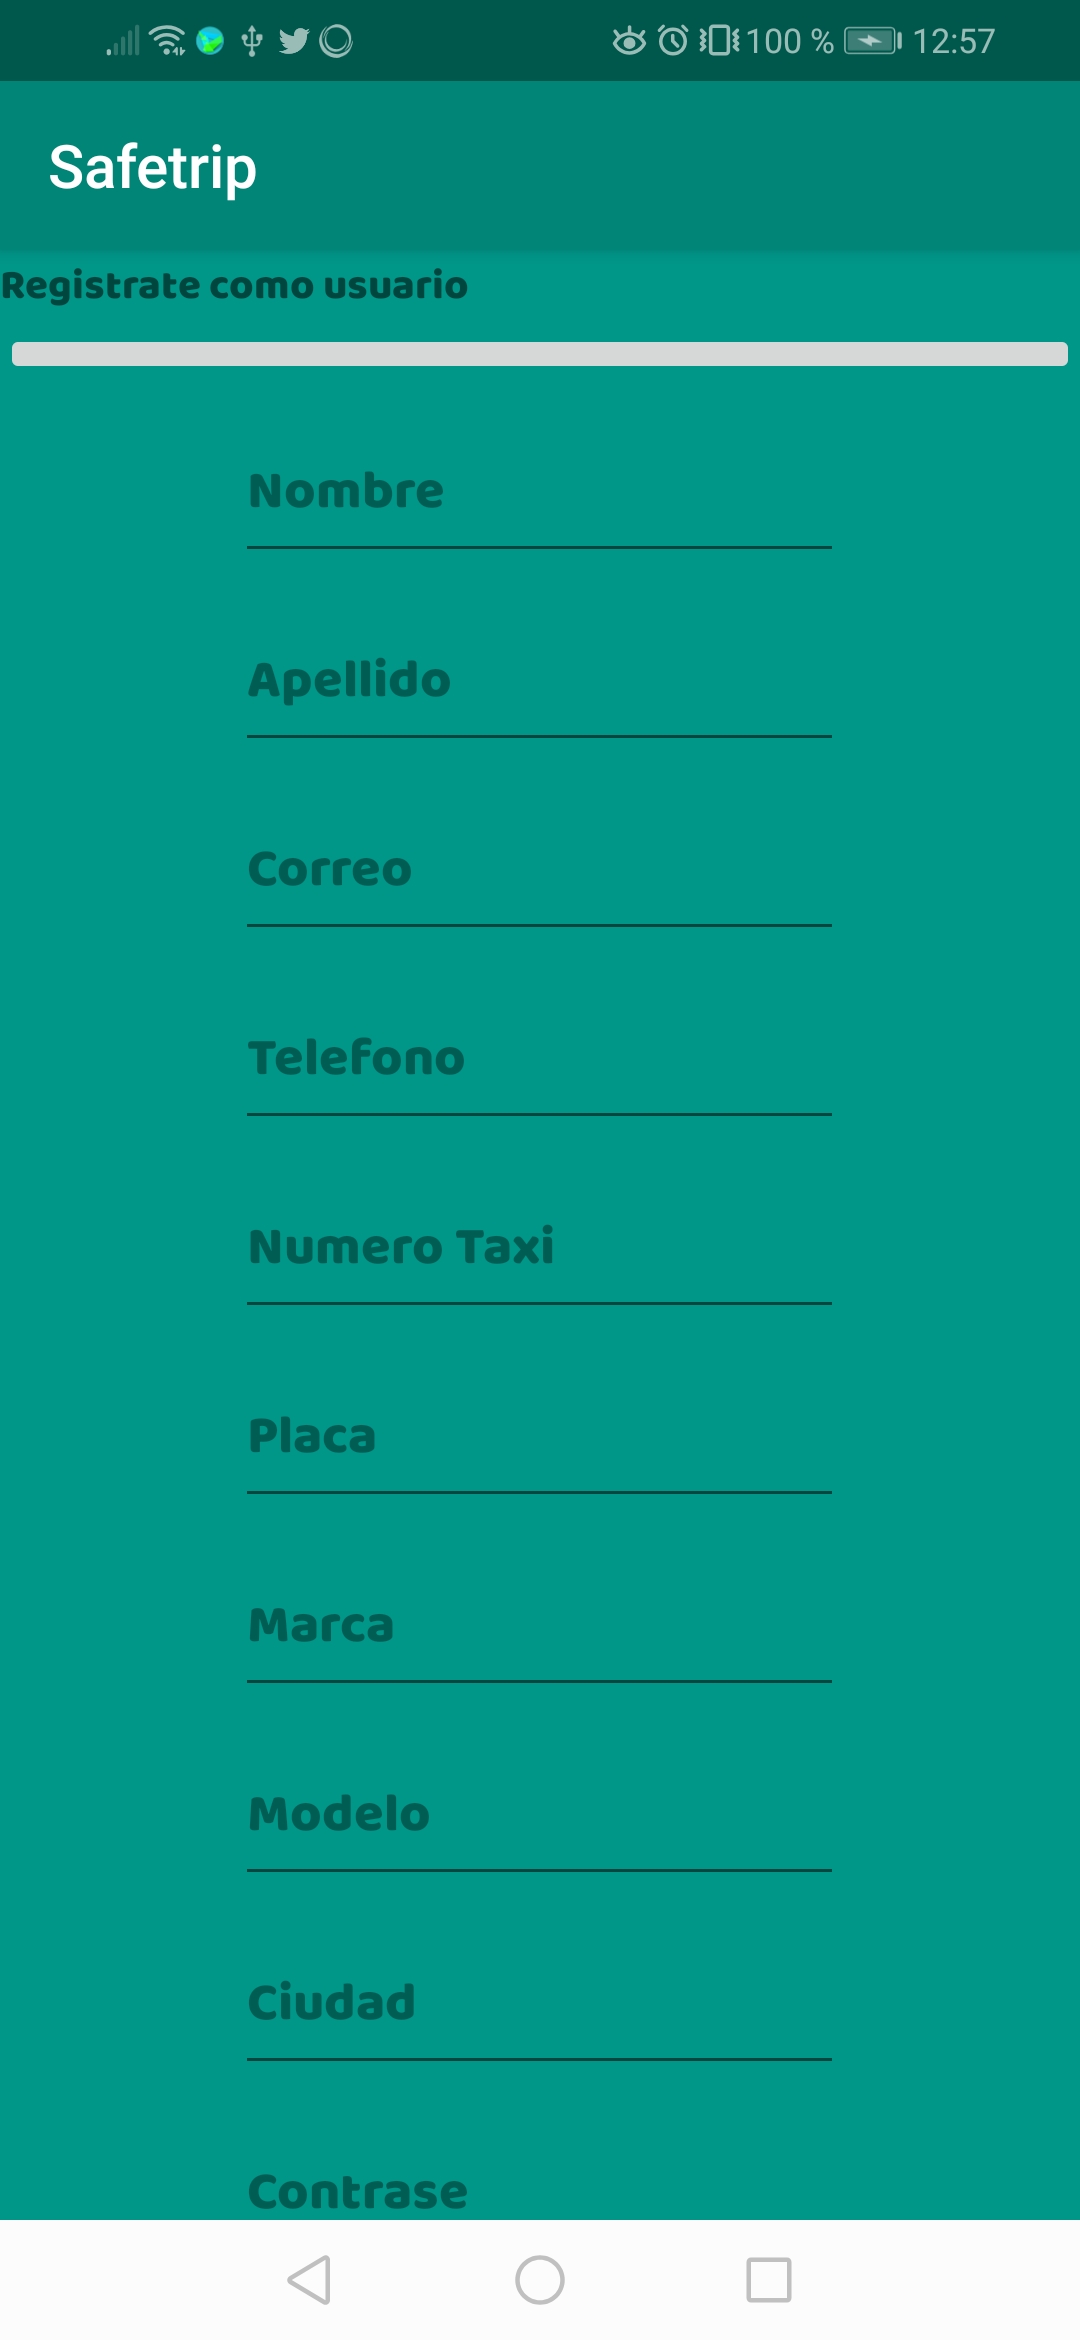 100 % 12:57
Safetrip
Registrate como usuario
Nombre
Apellido
Correo
Telefono
Numero Taxi
Placa
Marca
Modelo
Ciudad
Contrase